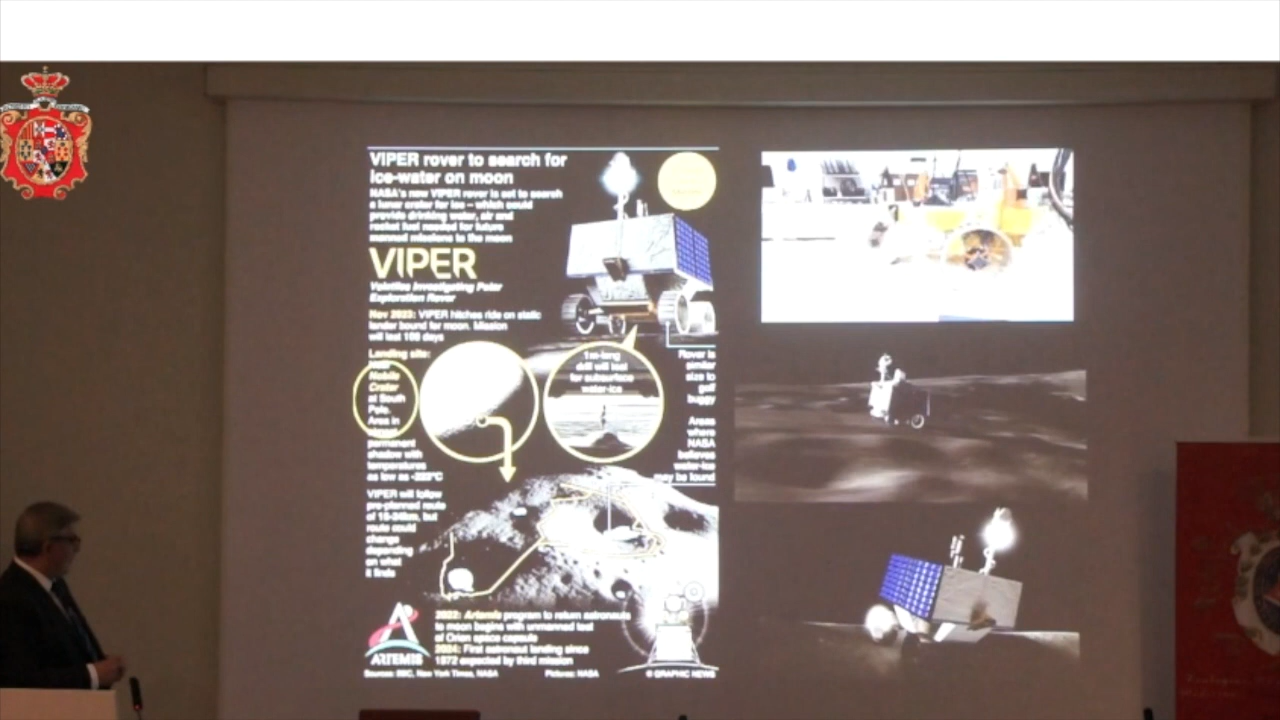 VIPER rover to search for
ice-water on moon
NASA's new VIPER rover is set to search
a lunar crater for ice – which could
provide drinking water, air and
rocket fuel needed for future
manned missions to the moon
VIPER
Volatiles Investigating Polar
Exploration Rover
Nov 2023: VIPER hitches ride on static
lander bound for moon. Mission
will last 100 days
Landing site:
Nobile
Crater
at South
Pole.
Area in
permanent
shadow with
temperatures
as low as -223°C
1m-long
drill will test
for subsurface
water-ice
Rover is
similar
size to
golf
buggy
Areas
where
NASA
believes
water-ice
may be found
VIPER will follow
pre-planned route
of 16-24km, but
route could
change
depending
on what
it finds
ARTEMIS
2022: Artemis program to return astronauts
to moon begins with unmanned test
of Orion space capsule
2024: First astronaut landing since
1972 expected by third mission
Sources: BBC, New York Times, NASA
Pictures: NASA
© GRAPHIC NEWS